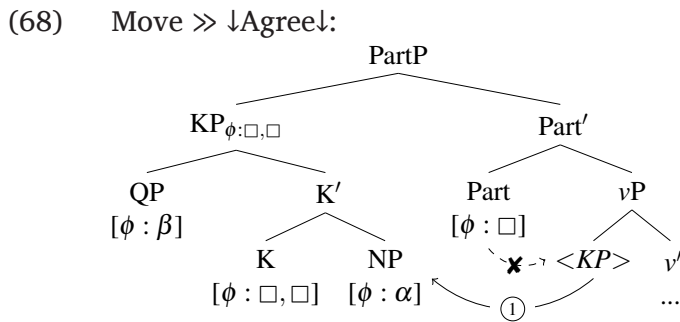 (68) Move ≫ ↓Agree↓:
PartP
KPϕ:□,□ Part′
QP K′ Part vP
[ϕ : β] [ϕ : □]
K NP ✘ <KP> v′
[ϕ : □,□] [ϕ : α] 1 ...